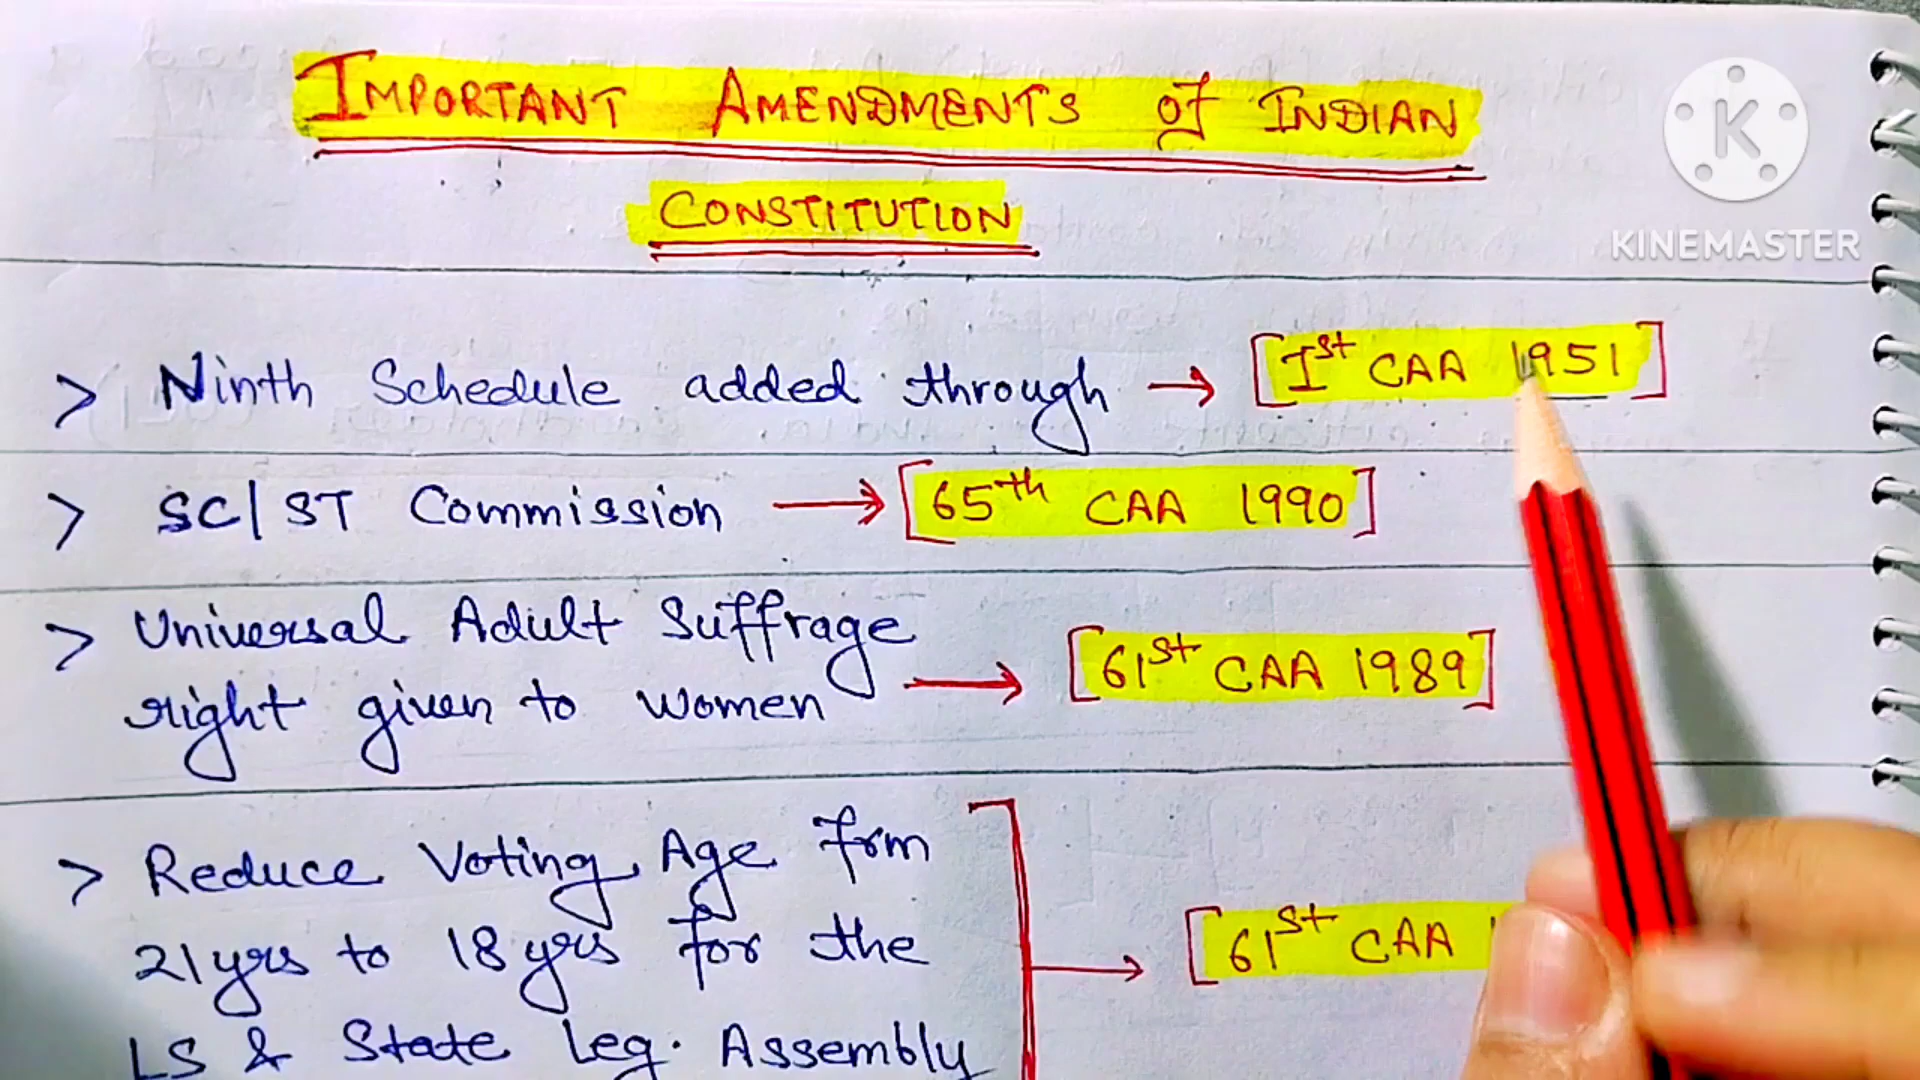 IMPORTANT AMENDMENTS of INDIAN
CONSTITUTION
K
KINEMASTER
> Ninth Schedule added through → [Ist CAA 1951]
> SC/ST Commission → [65th CAA 1990]
> Universal Adult Suffrage
right given to women → [61st CAA 1989]
> Reduce Voting Age frm
21yrs to 18yrs for the → [61st CAA
LS & State Leg. Assembly